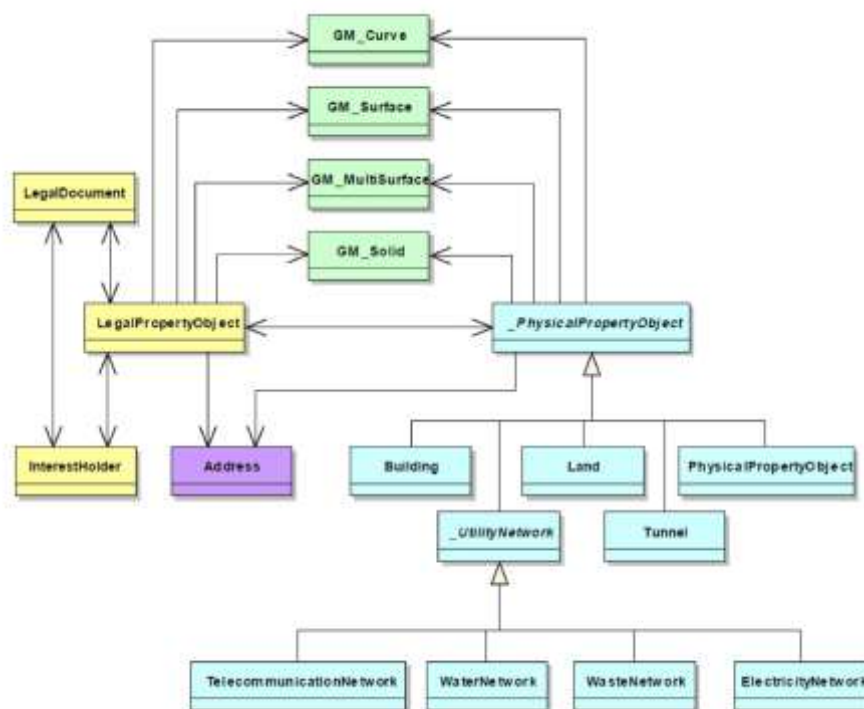 GM_Curve
GM_Surface
GM_MultiSurface
LegalDocument
GM_Solid
LegalPropertyObject
_PhysicalPropertyObject
InterestHolder
Address
Building
Land
PhysicalPropertyObject
_UtilityNetwork
Tunnel
TelecommunicationNetwork
WaterNetwork
WasteNetwork
ElectricityNetwork